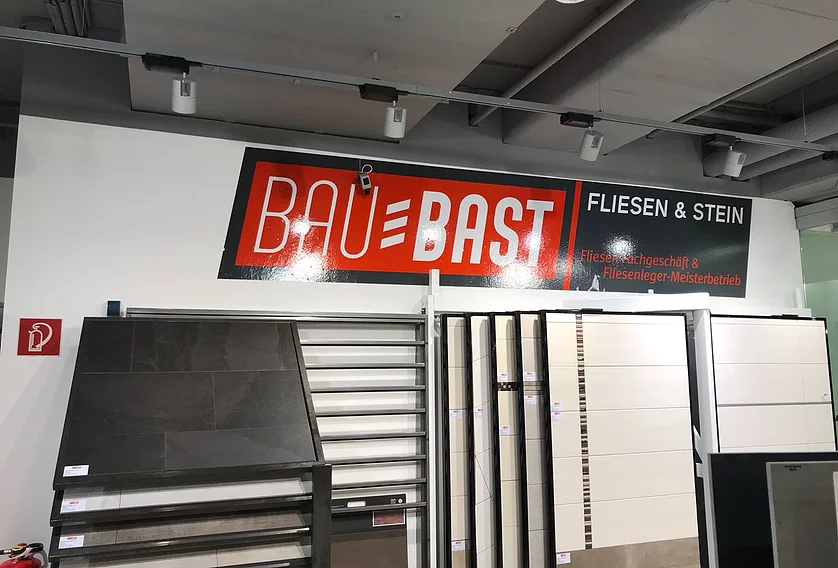 BAU BAST
FLIESEN & STEIN
Fliesen-Fachgeschäft &
Fliesenleger-Meisterbetrieb